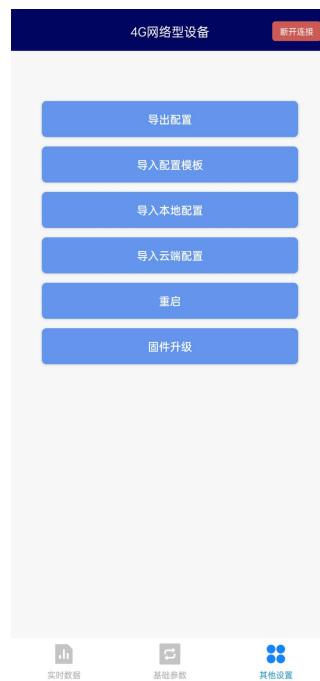 4G网络型设备
断开连接
导出配置
导入配置模板
导入本地配置
导入云端配置
重启
固件升级
实时数据
基础参数
其他设置